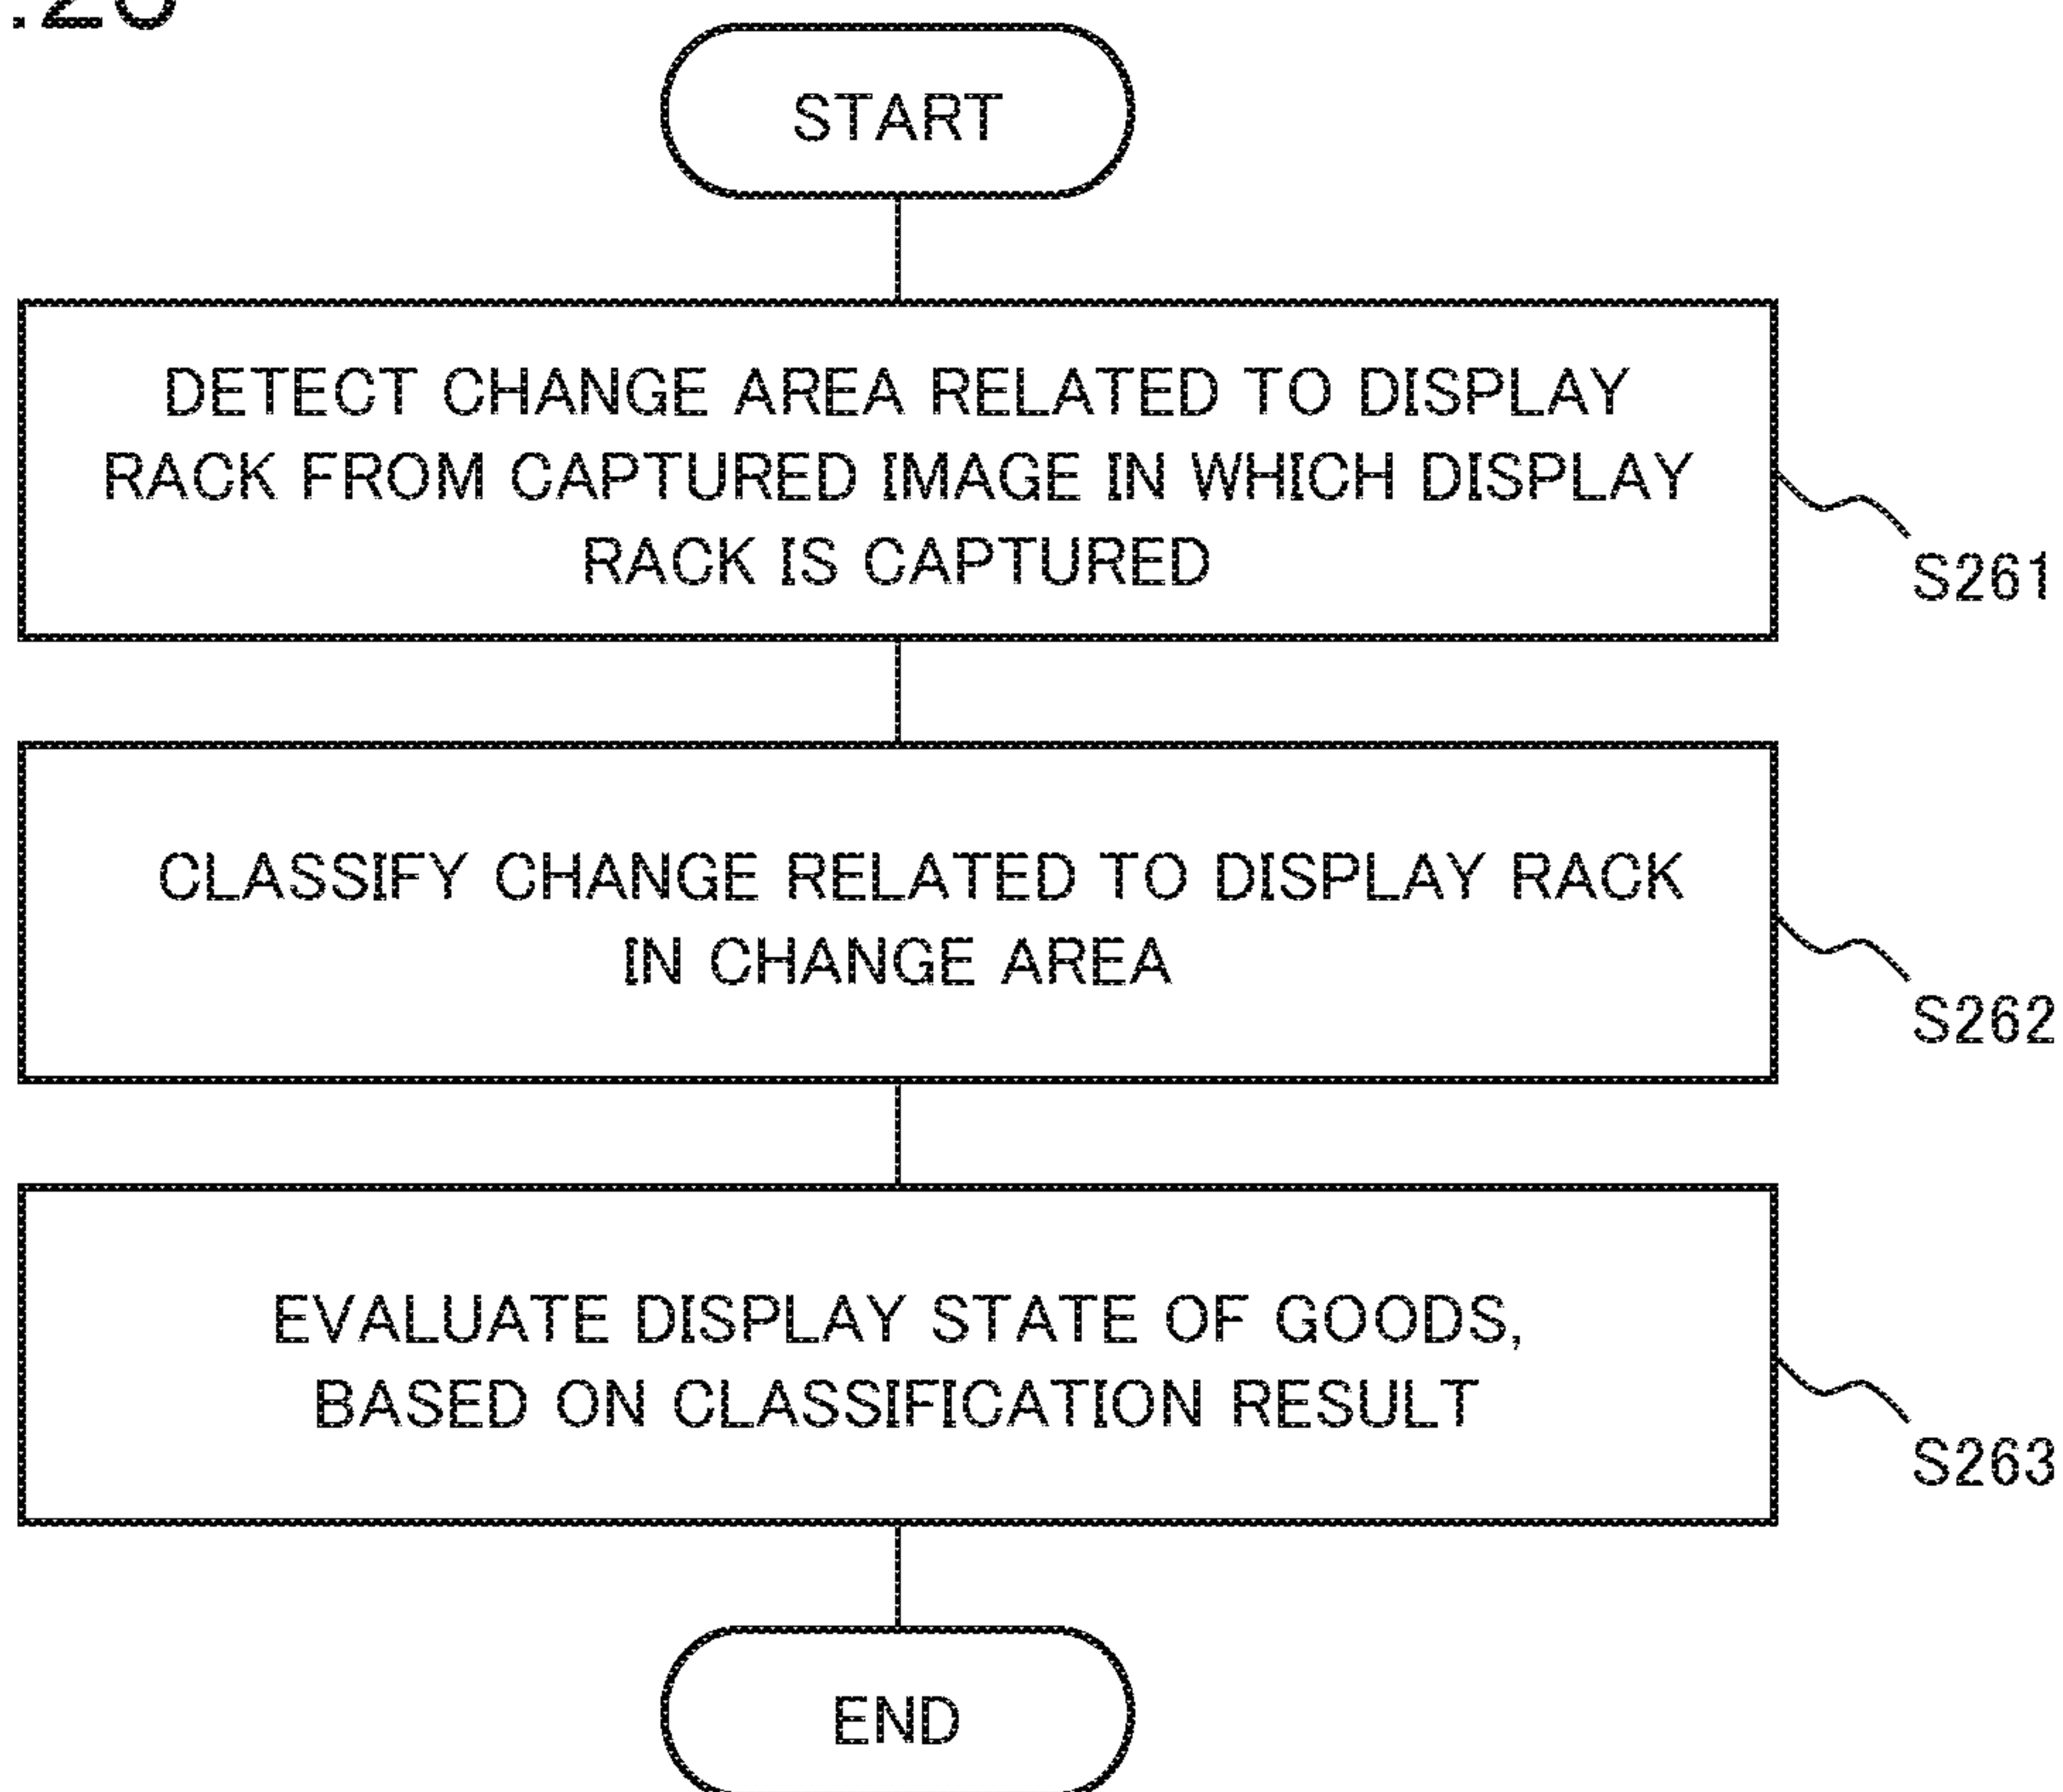 START
DETECT CHANGE AREA RELATED TO DISPLAY
RACK FROM CAPTURED IMAGE IN WHICH DISPLAY
RACK IS CAPTURED
S261
CLASSIFY CHANGE RELATED TO DISPLAY RACK
IN CHANGE AREA
S262
EVALUATE DISPLAY STATE OF GOODS,
BASED ON CLASSIFICATION RESULT
S263
END